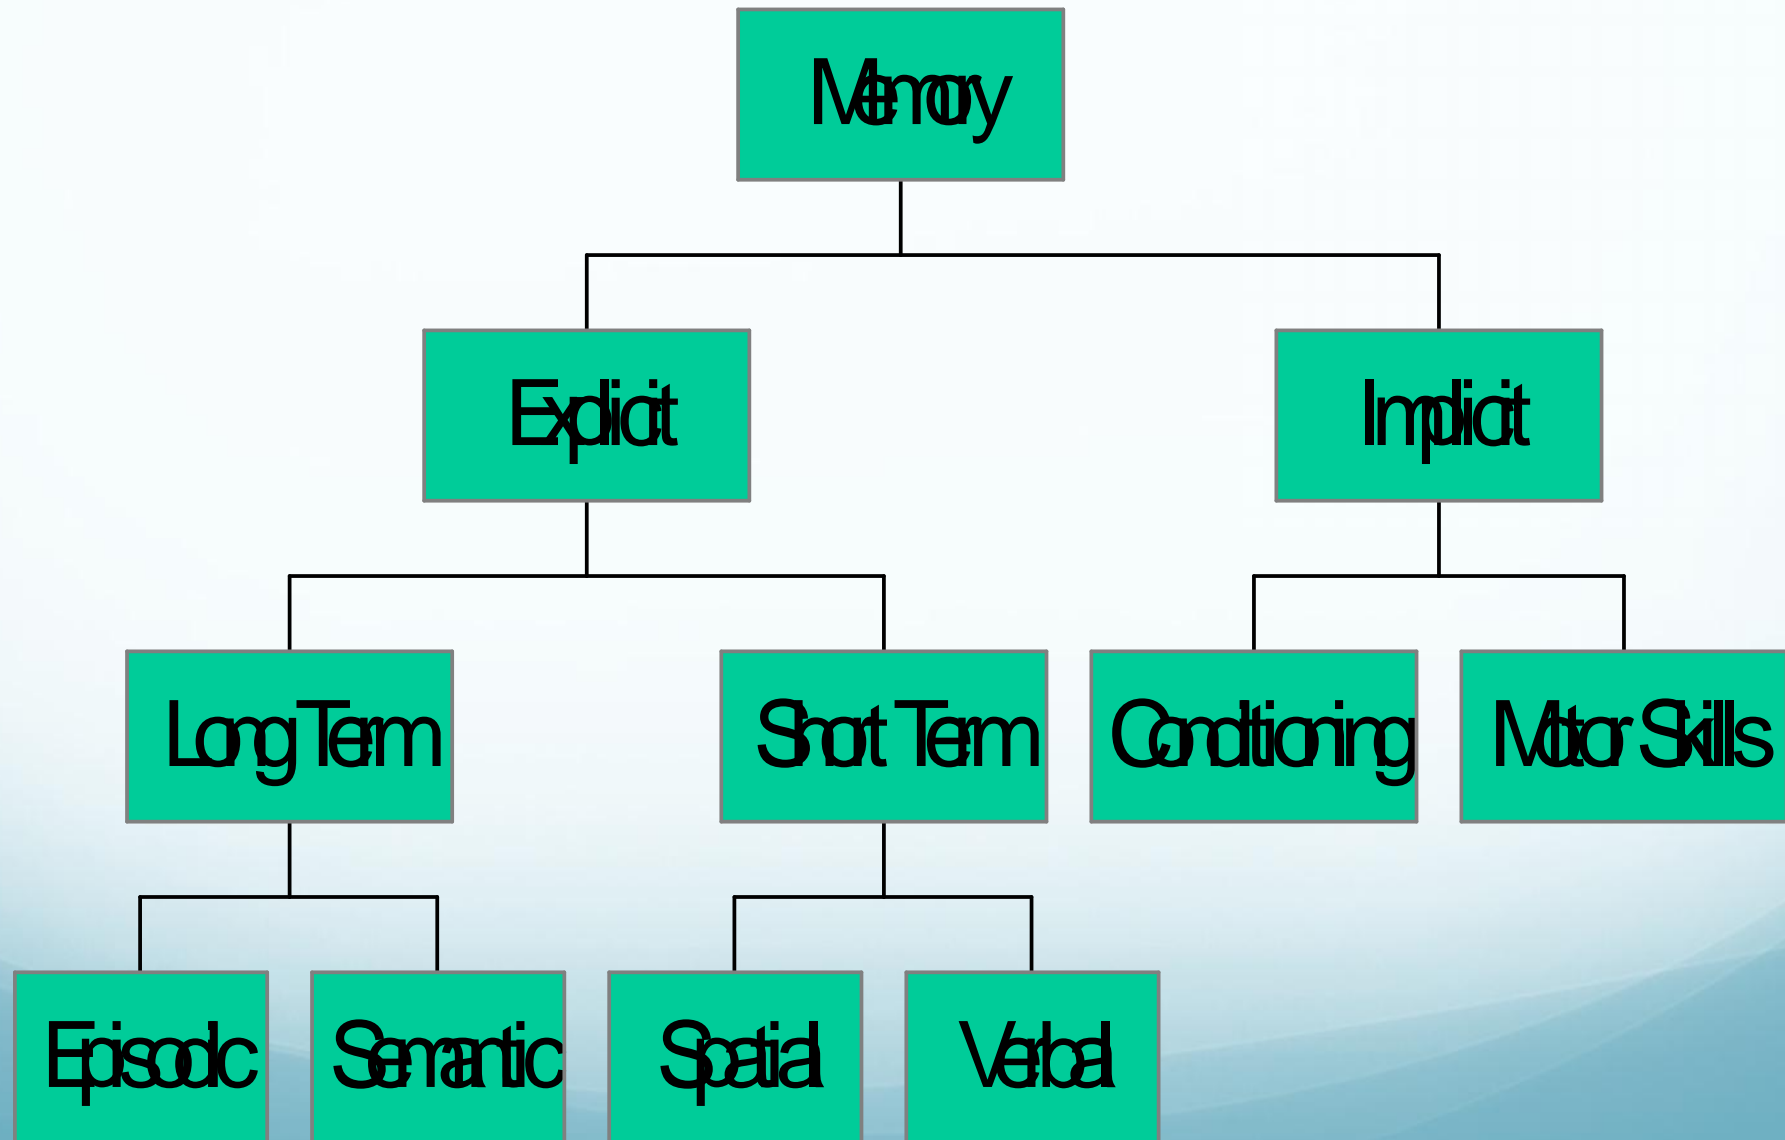 Memory
Explicit
Implicit
Long Term
Short Term
Conditioning
Motor Skills
Episodic
Semantic
Spatial
Verbal